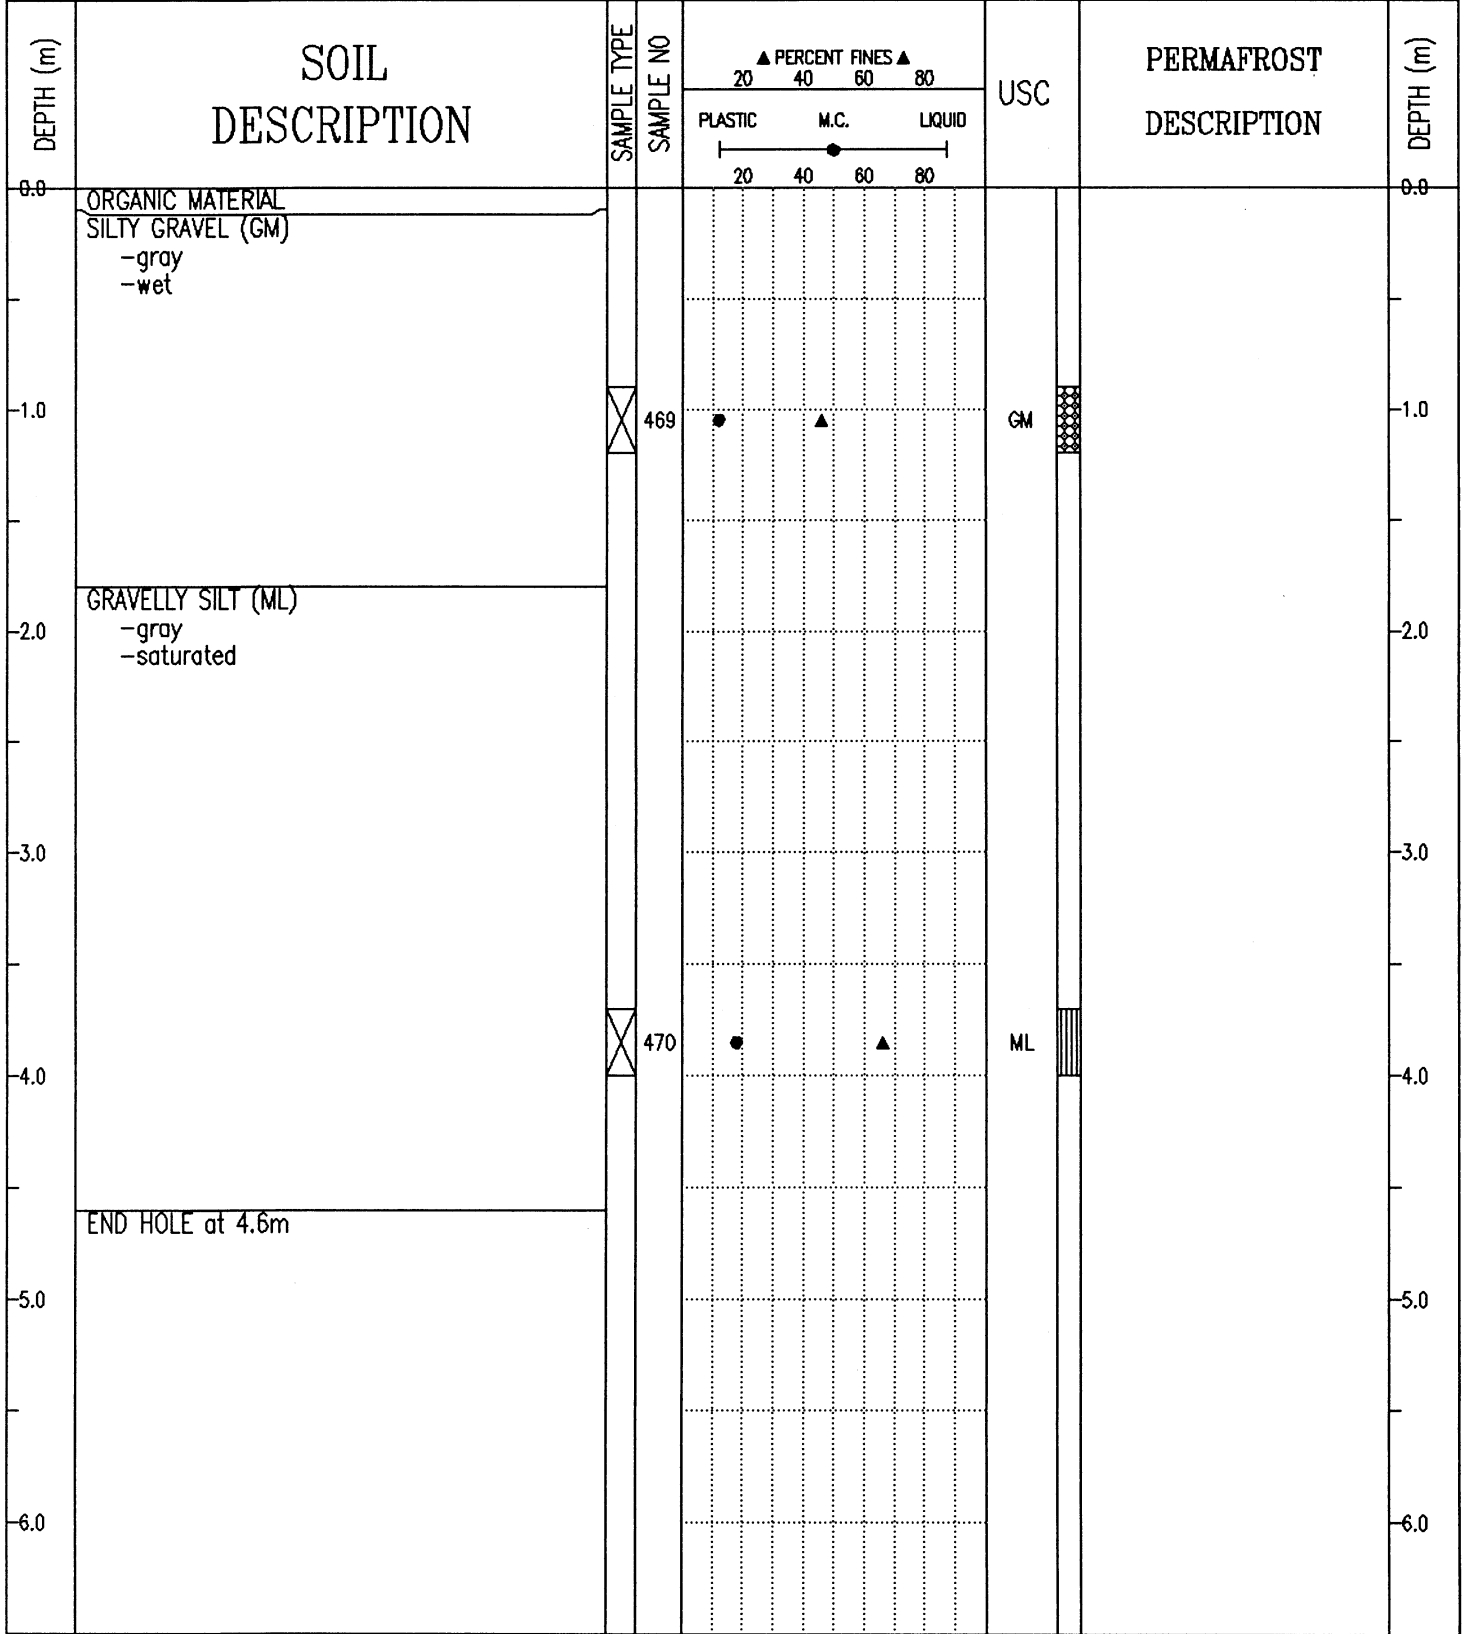 DEPTH (m)
SOIL
DESCRIPTION
SAMPLE TYPE
SAMPLE NO
▲ PERCENT FINES ▲
20 40 60 80
PLASTIC M.C. LIQUID
20 40 60 80
USC
PERMAFROST
DESCRIPTION
DEPTH (m)
0.0 0.0
ORGANIC MATERIAL
SILTY GRAVEL (GM)
-gray
-wet
1.0 469 GM 1.0
GRAVELLY SILT (ML)
-gray
2.0 2.0
-saturated
3.0 3.0
470 ML
4.0 4.0
END HOLE at 4.6m
5.0 5.0
6.0 6.0